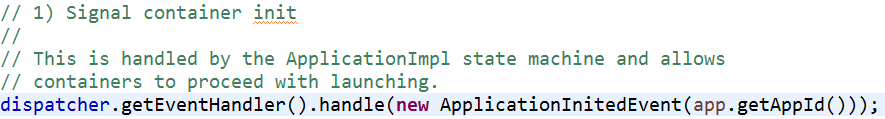 // 1) Signal container init
//
// This is handled by the ApplicationImpl state machine and allows
// containers to proceed with launching.
dispatcher.getEventHandler().handle(new ApplicationInitedEvent(app.getAppId()));